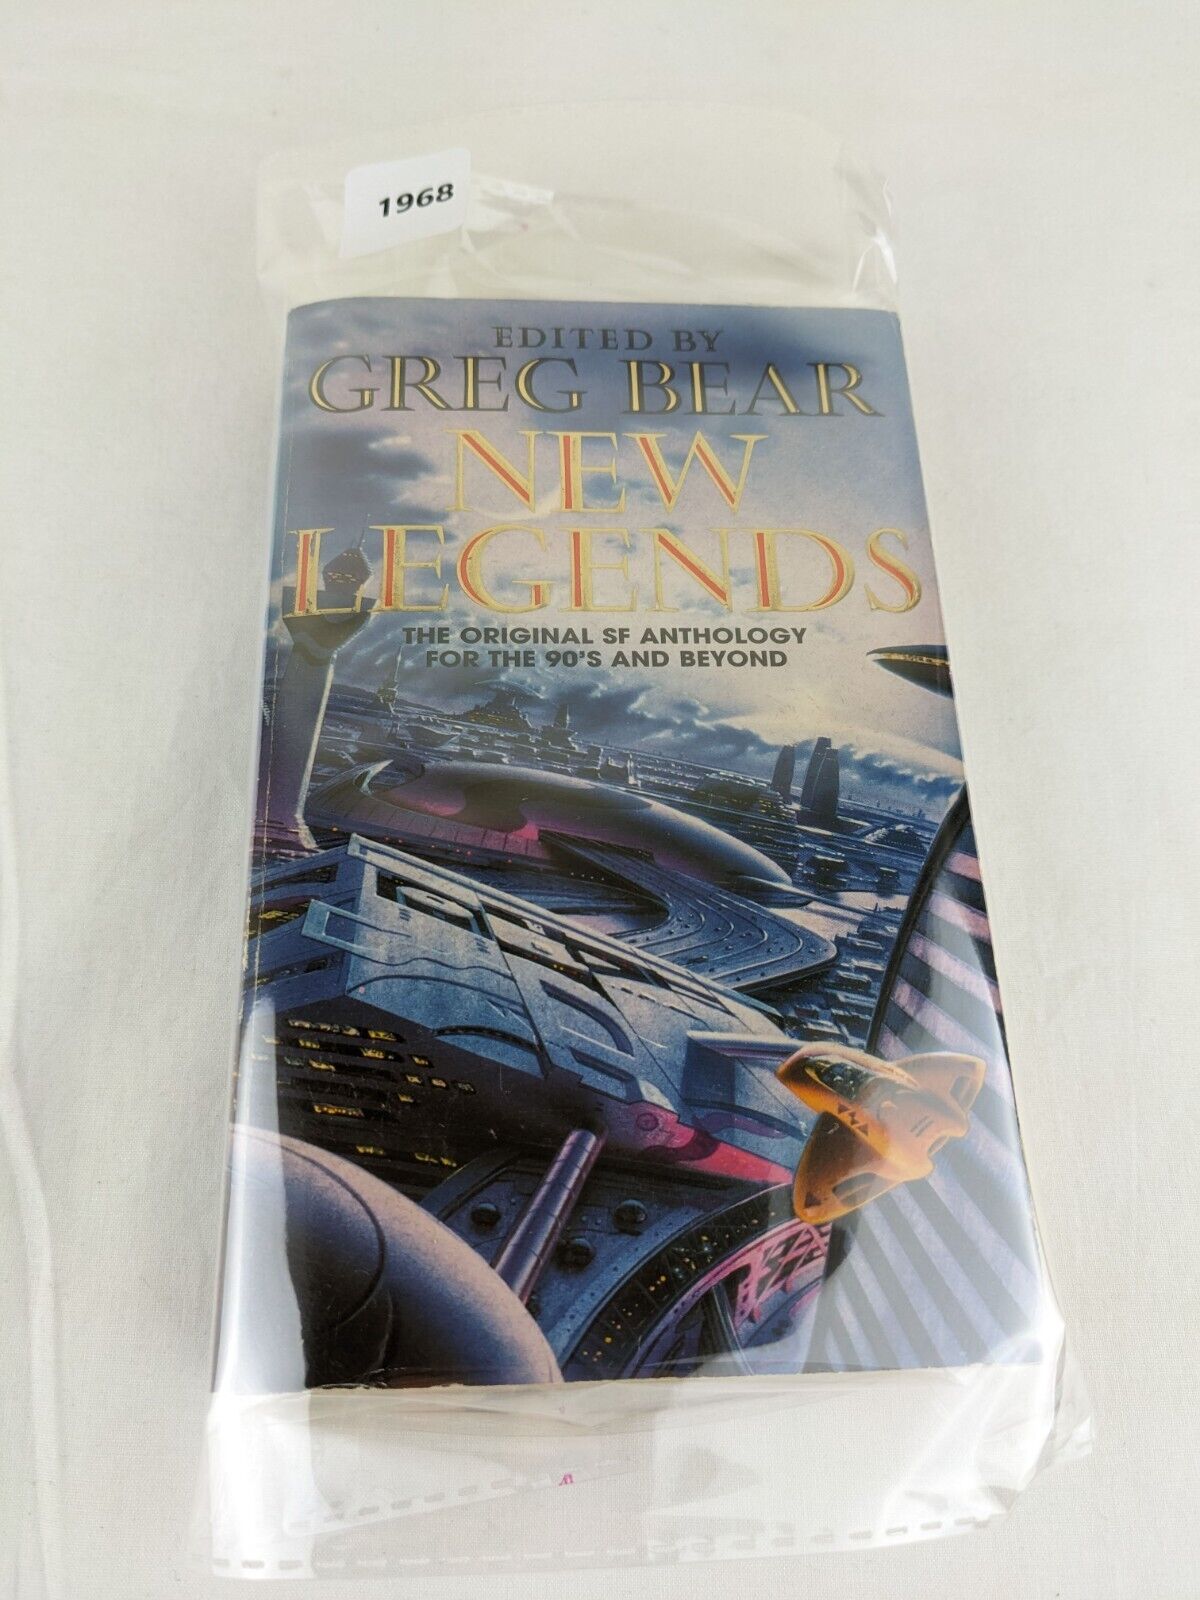 1968
EDITED BY
GREG BEAR
NEW
LEGENDS
THE ORIGINAL SF ANTHOLOGY
FOR THE 90'S AND BEYOND